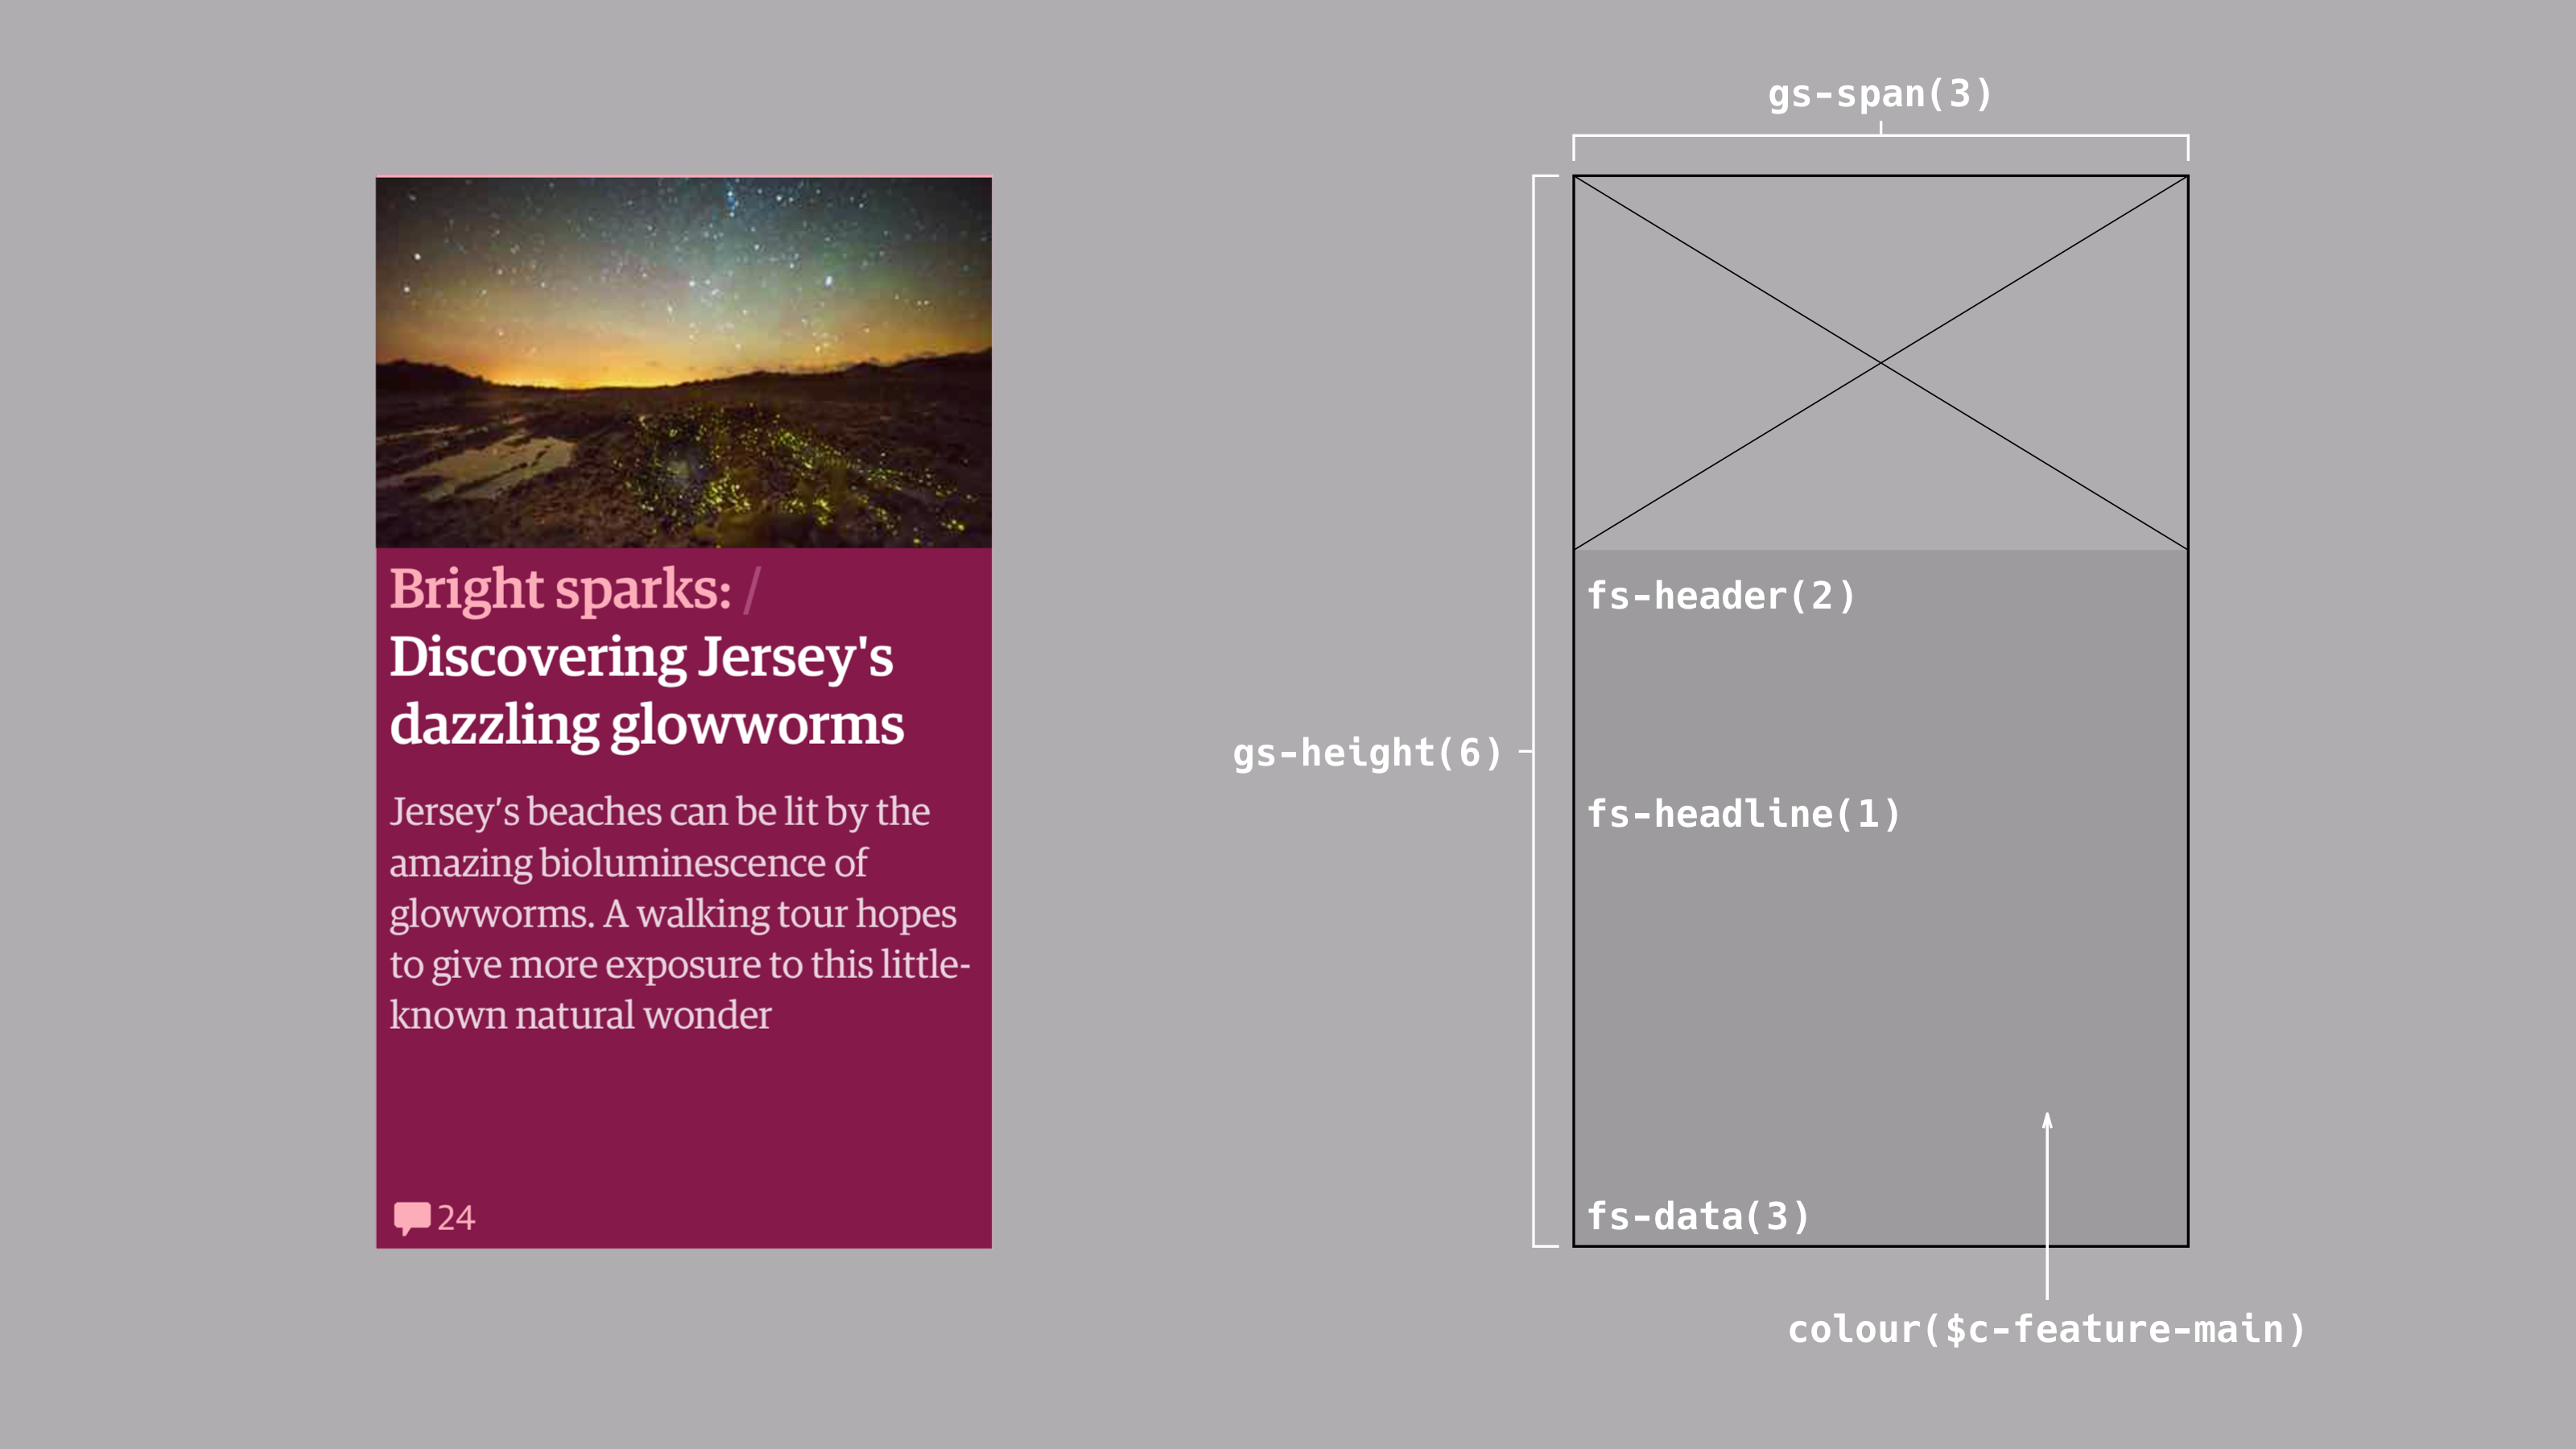 Bright sparks: /
Discovering Jersey's
dazzling glowworms
Jersey’s beaches can be lit by the
amazing bioluminescence of
glowworms. A walking tour hopes
to give more exposure to this little-
known natural wonder
24
gs-span(3)
gs-height(6)
fs-header(2)
fs-headline(1)
fs-data(3)
colour($c-feature-main)